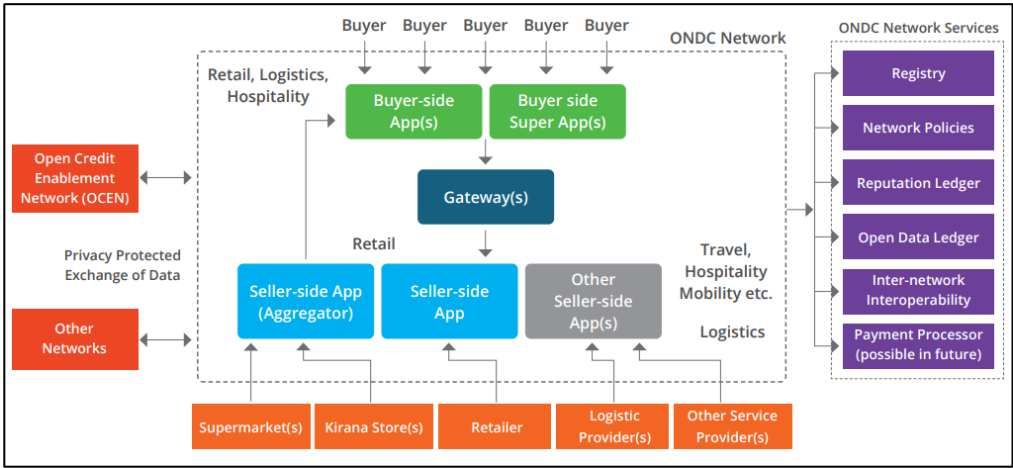 Buyer Buyer Buyer Buyer Buyer
ONDC Network
ONDC Network Services
Retail, Logistics,
Hospitality
Buyer-side
App(s)
Buyer side
Super App(s)
Gateway(s)
Retail
Seller-side App
(Aggregator)
Seller-side
App
Other
Seller-side
App(s)
Travel,
Hospitality
Mobility etc.
Logistics
Open Credit
Enablement
Network (OCEN)
Privacy Protected
Exchange of Data
Other
Networks
Supermarket(s)
Kirana Store(s)
Retailer
Logistic
Provider(s)
Other Service
Provider(s)
Registry
Network Policies
Reputation Ledger
Open Data Ledger
Inter-network
Interoperability
Payment Processor
(possible in future)